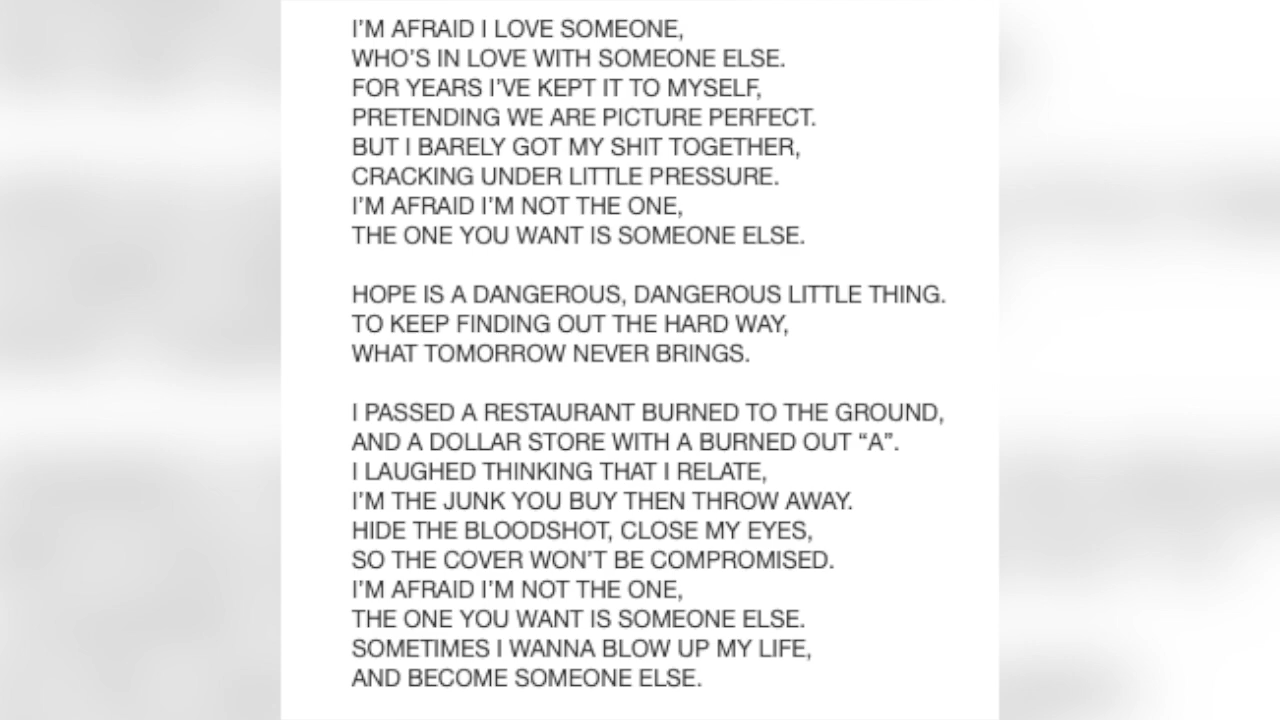 I'M AFRAID I LOVE SOMEONE,
WHO'S IN LOVE WITH SOMEONE ELSE.
FOR YEARS I'VE KEPT IT TO MYSELF,
PRETENDING WE ARE PICTURE PERFECT.
BUT I BARELY GOT MY SHIT TOGETHER,
CRACKING UNDER LITTLE PRESSURE.
I'M AFRAID I'M NOT THE ONE,
THE ONE YOU WANT IS SOMEONE ELSE.
HOPE IS A DANGEROUS, DANGEROUS LITTLE THING.
TO KEEP FINDING OUT THE HARD WAY,
WHAT TOMORROW NEVER BRINGS.
I PASSED A RESTAURANT BURNED TO THE GROUND,
AND A DOLLAR STORE WITH A BURNED OUT “A”.
I LAUGHED THINKING THAT I RELATE,
I'M THE JUNK YOU BUY THEN THROW AWAY.
HIDE THE BLOODSHOT, CLOSE MY EYES,
SO THE COVER WON'T BE COMPROMISED.
I'M AFRAID I'M NOT THE ONE,
THE ONE YOU WANT IS SOMEONE ELSE.
SOMETIMES I WANNA BLOW UP MY LIFE,
AND BECOME SOMEONE ELSE.